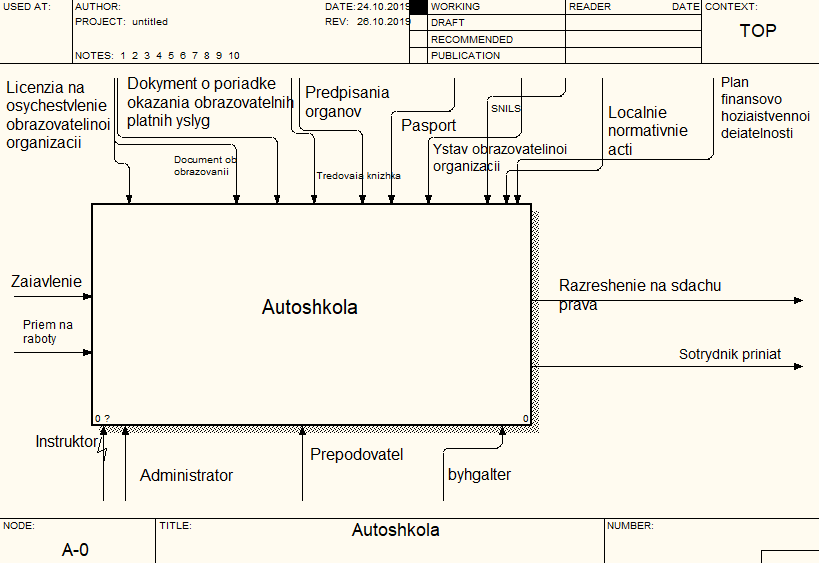 USED AT:
AUTHOR:
DATE: 24.10.2019
WORKING
READER
DATE
CONTEXT:
PROJECT: untitled
REV: 26.10.2019
DRAFT
TOP
RECOMMENDED
NOTES: 1 2 3 4 5 6 7 8 9 10
PUBLICATION
Licenzia na
osychestvlenie
obrazovatelinoi
organizacii
Dokyment o poriadke
okazania obrazovatelnih
platnih yslyg
Document ob
obrazovanii
Predpisania
organov
Tredovaia knizhka
Pasport
SNILS
Ystav obrazovatelinoi
organizacii
Localnie
normativnie
acti
Plan
finansovo
hoziaistvennoi
deiatelnosti
Zaiavlenie
Priem na
raboty
Autoshkola
Razreshenie na sdachu
prava
Sotrydnik priniat
0 ?
0
Instruktor
Administrator
Prepodovatel
byhgalter
NODE:
TITLE:
NUMBER:
A-0
Autoshkola